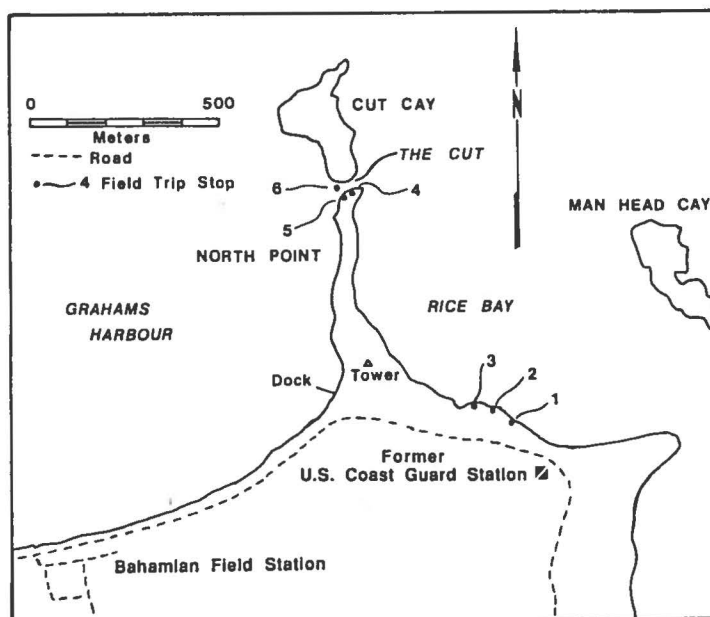 0 500
Meters
Road
4 Field Trip Stop
CUT CAY
THE CUT
N
6
4
5
MAN HEAD CAY
NORTH POINT
GRAHAMS
HARBOUR
RICE BAY
Dock
Tower
3
2
1
Former
U.S. Coast Guard Station
Bahamian Field Station